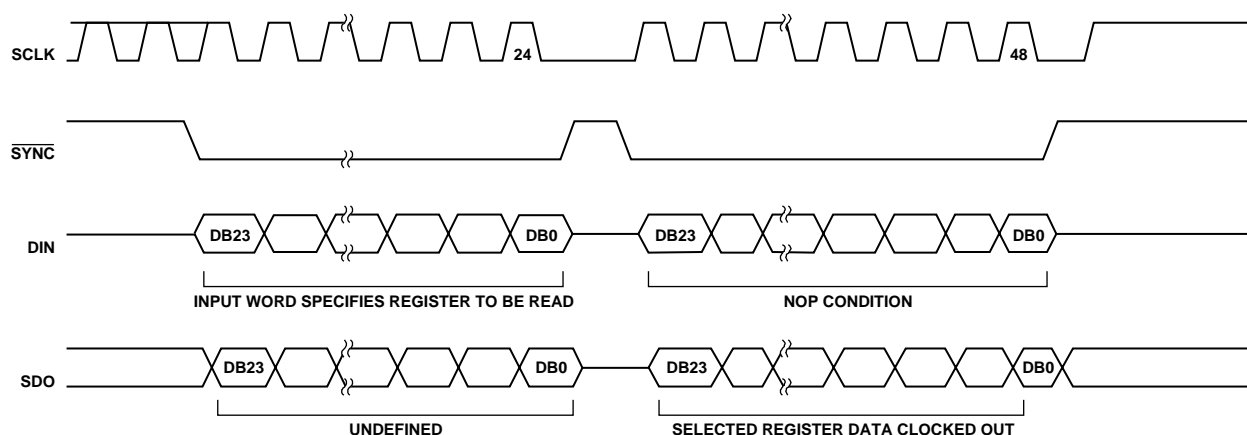 SCLK
24
48
SYNC
DIN
DB23
DB0
DB23
DB0
INPUT WORD SPECIFIES REGISTER TO BE READ
NOP CONDITION
SDO
DB23
DB0
DB23
DB0
UNDEFINED
SELECTED REGISTER DATA CLOCKED OUT